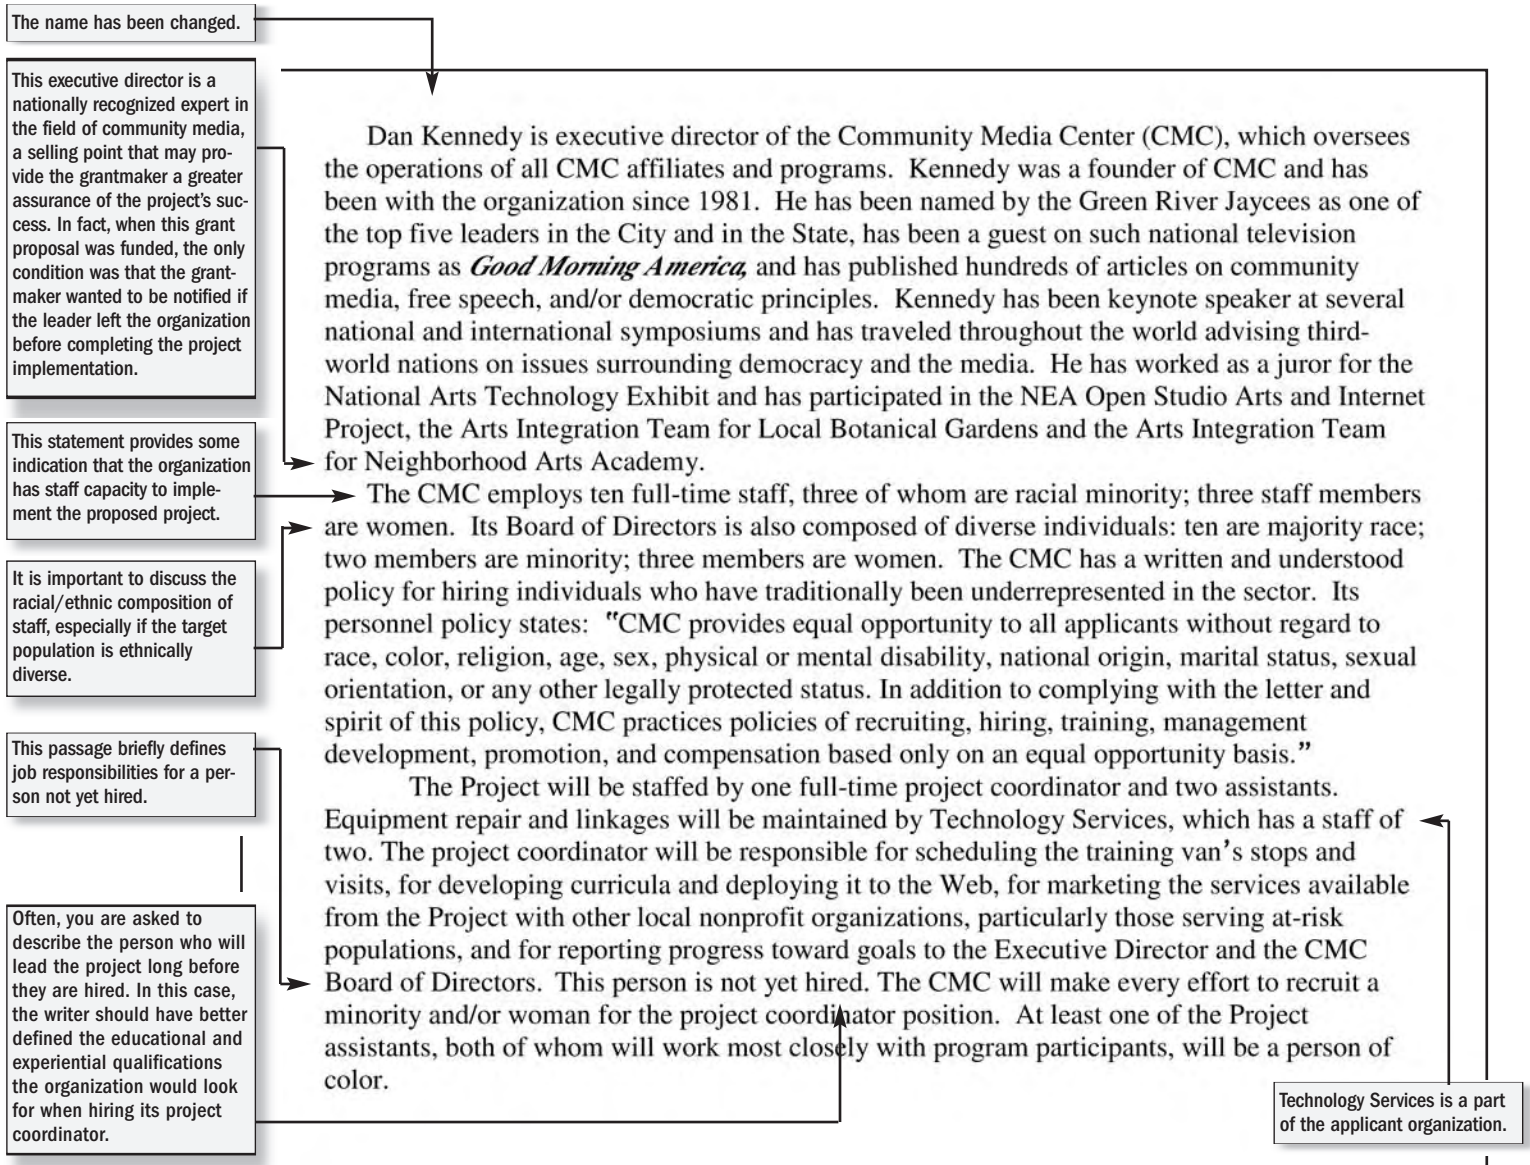 The name has been changed.
This executive director is a
nationally recognized expert in
the field of community media,
a selling point that may pro-
vide the grantmaker a greater
assurance of the project's suc-
cess. In fact, when this grant
proposal was funded, the only
condition was that the grant-
maker wanted to be notified if
the leader left the organization
before completing the project
implementation.
This statement provides some
indication that the organization
has staff capacity to imple-
ment the proposed project.
It is important to discuss the
racial/ethnic composition of
staff, especially if the target
population is ethnically
diverse.
This passage briefly defines
job responsibilities for a per-
son not yet hired.
Often, you are asked to
describe the person who will
lead the project long before
they are hired. In this case,
the writer should have better
defined the educational and
experiential qualifications
the organization would look
for when hiring its project
coordinator.
Dan Kennedy is executive director of the Community Media Center (CMC), which oversees
the operations of all CMC affiliates and programs. Kennedy was a founder of CMC and has
been with the organization since 1981. He has been named by the Green River Jaycees as one of
the top five leaders in the City and in the State, has been a guest on such national television
programs as Good Morning America, and has published hundreds of articles on community
media, free speech, and/or democratic principles. Kennedy has been keynote speaker at several
national and international symposiums and has traveled throughout the world advising third-
world nations on issues surrounding democracy and the media. He has worked as a juror for the
National Arts Technology Exhibit and has participated in the NEA Open Studio Arts and Internet
Project, the Arts Integration Team for Local Botanical Gardens and the Arts Integration Team
for Neighborhood Arts Academy.
The CMC employs ten full-time staff, three of whom are racial minority; three staff members
are women. Its Board of Directors is also composed of diverse individuals: ten are majority race;
two members are minority; three members are women. The CMC has a written and understood
policy for hiring individuals who have traditionally been underrepresented in the sector. Its
personnel policy states: "CMC provides equal opportunity to all applicants without regard to
race, color, religion, age, sex, physical or mental disability, national origin, marital status, sexual
orientation, or any other legally protected status. In addition to complying with the letter and
spirit of this policy, CMC practices policies of recruiting, hiring, training, management
development, promotion, and compensation based only on an equal opportunity basis."
The Project will be staffed by one full-time project coordinator and two assistants.
Equipment repair and linkages will be maintained by Technology Services, which has a staff of
two. The project coordinator will be responsible for scheduling the training van's stops and
visits, for developing curricula and deploying it to the Web, for marketing the services available
from the Project with other local nonprofit organizations, particularly those serving at-risk
populations, and for reporting progress toward goals to the Executive Director and the CMC
Board of Directors. This person is not yet hired. The CMC will make every effort to recruit a
minority and/or woman for the project coordinator position. At least one of the Project
assistants, both of whom will work most closely with program participants, will be a person of
color.
Technology Services is a part
of the applicant organization.